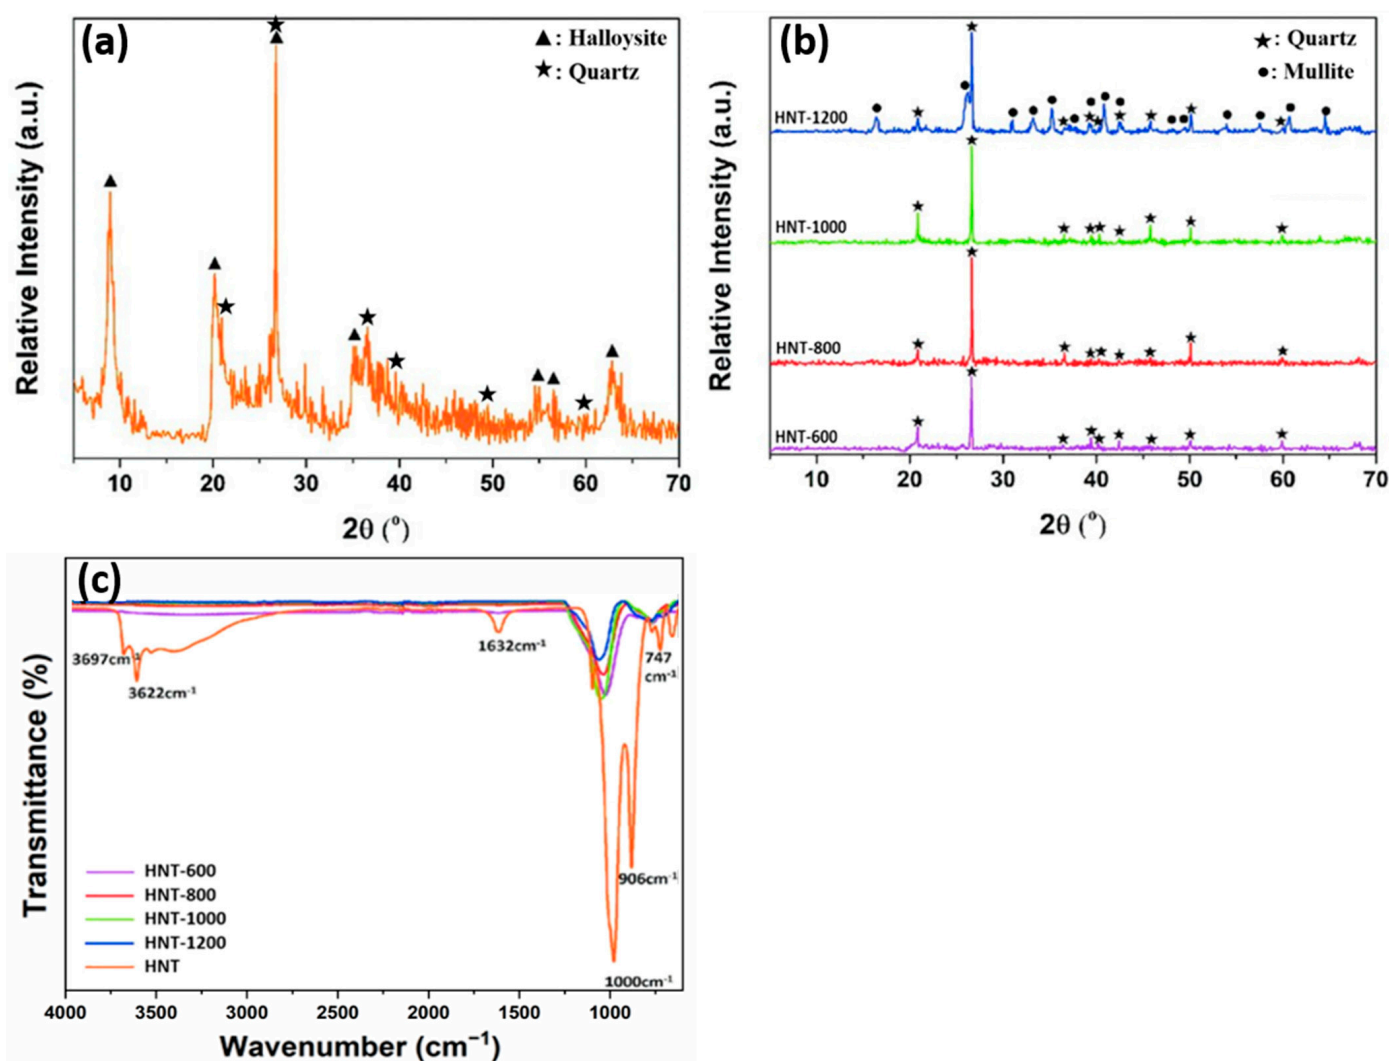 (a)
▲: Halloysite
★: Quartz
Relative Intensity (a.u.)
10 20 30 40 50 60 70
2θ (°)
(b)
★: Quartz
●: Mullite
HNT-1200
HNT-1000
HNT-800
HNT-600
Relative Intensity (a.u.)
10 20 30 40 50 60 70
2θ (°)
(c)
3697cm⁻¹
3622cm⁻¹
1632cm⁻¹
747
cm⁻¹
906cm⁻¹
1000cm⁻¹
HNT-600
HNT-800
HNT-1000
HNT-1200
HNT
Transmittance (%)
4000 3500 3000 2500 2000 1500 1000
Wavenumber (cm⁻¹)